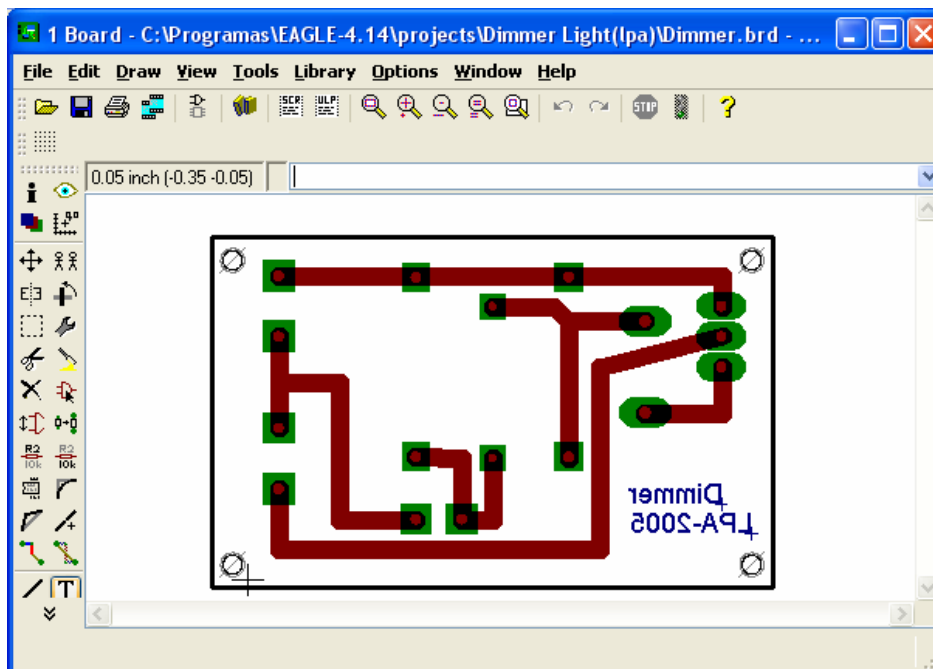 1 Board - C:\Programas\EAGLE-4.14\projects\Dimmer Light(lpa)\Dimmer.brd - ...
File Edit Draw View Tools Library Options Window Help
SCR ULP STOP ?
0.05 inch (-0.35 -0.05)
i
R2 R2
10k 10k
T
Dimmer
LPA-2005